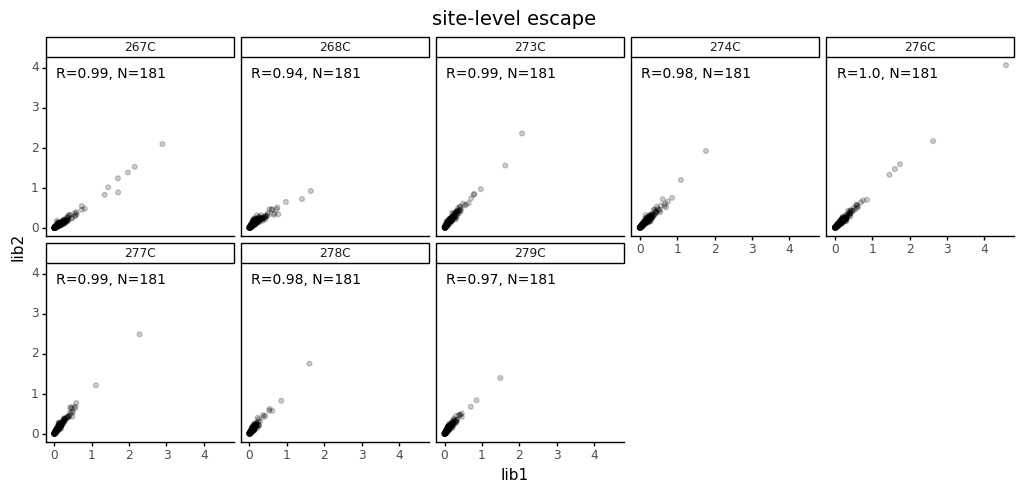 site-level escape
267C 268C 273C 274C 276C
R=0.99, N=181 R=0.94, N=181 R=0.99, N=181 R=0.98, N=181 R=1.0, N=181
4
3
2
1
0
0 1 2 3 4 0 1 2 3 4
277C 278C 279C
R=0.99, N=181 R=0.98, N=181 R=0.97, N=181
4
3
2
1
0
0 1 2 3 4 0 1 2 3 4 0 1 2 3 4
lib2
lib1